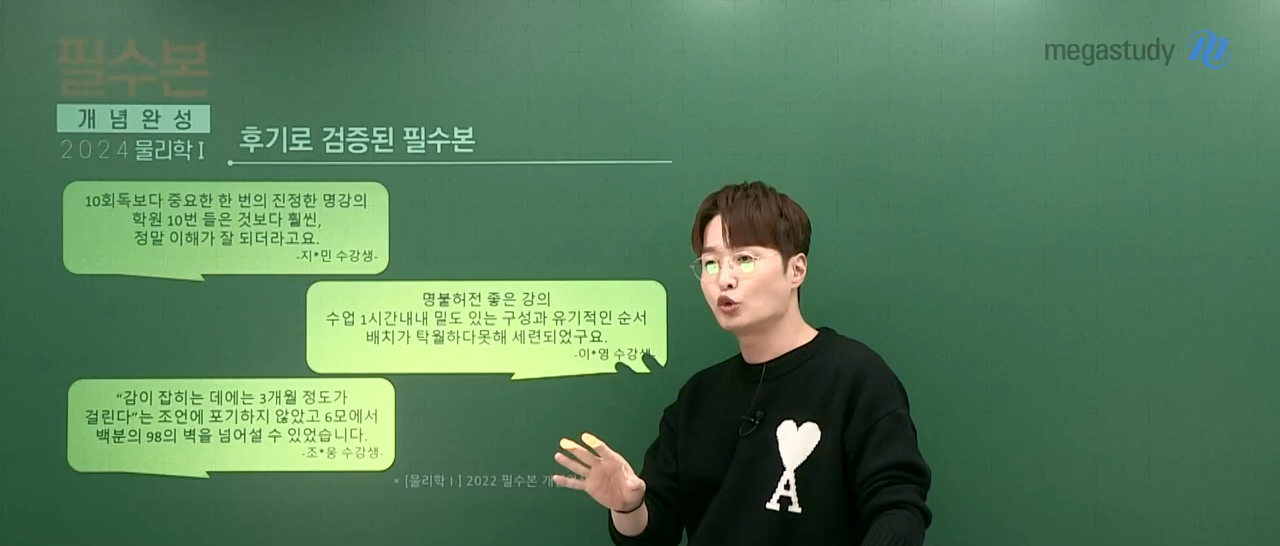 필수본
개념완성
2024 물리학 I
후기로 검증된 필수본
megastudy
10회독보다 중요한 한 번의 진정한 명강의
학원 10번 들은 것보다 훨씬,
정말 이해가 잘 되더라고요.
-지*민 수강생-
명불허전 좋은 강의
수업 1시간내내 밀도 있는 구성과 유기적인 순서
배치가 탁월하다못해 세련되었구요.
-이*영 수강생
“감이 잡히는 데에는 3개월 정도가
걸린다”는 조언에 포기하지 않았고 6모에서
백분의 98의 벽을 넘어설 수 있었습니다.
-조*웅 수강생-
* [물리학 I] 2022 필수본
A